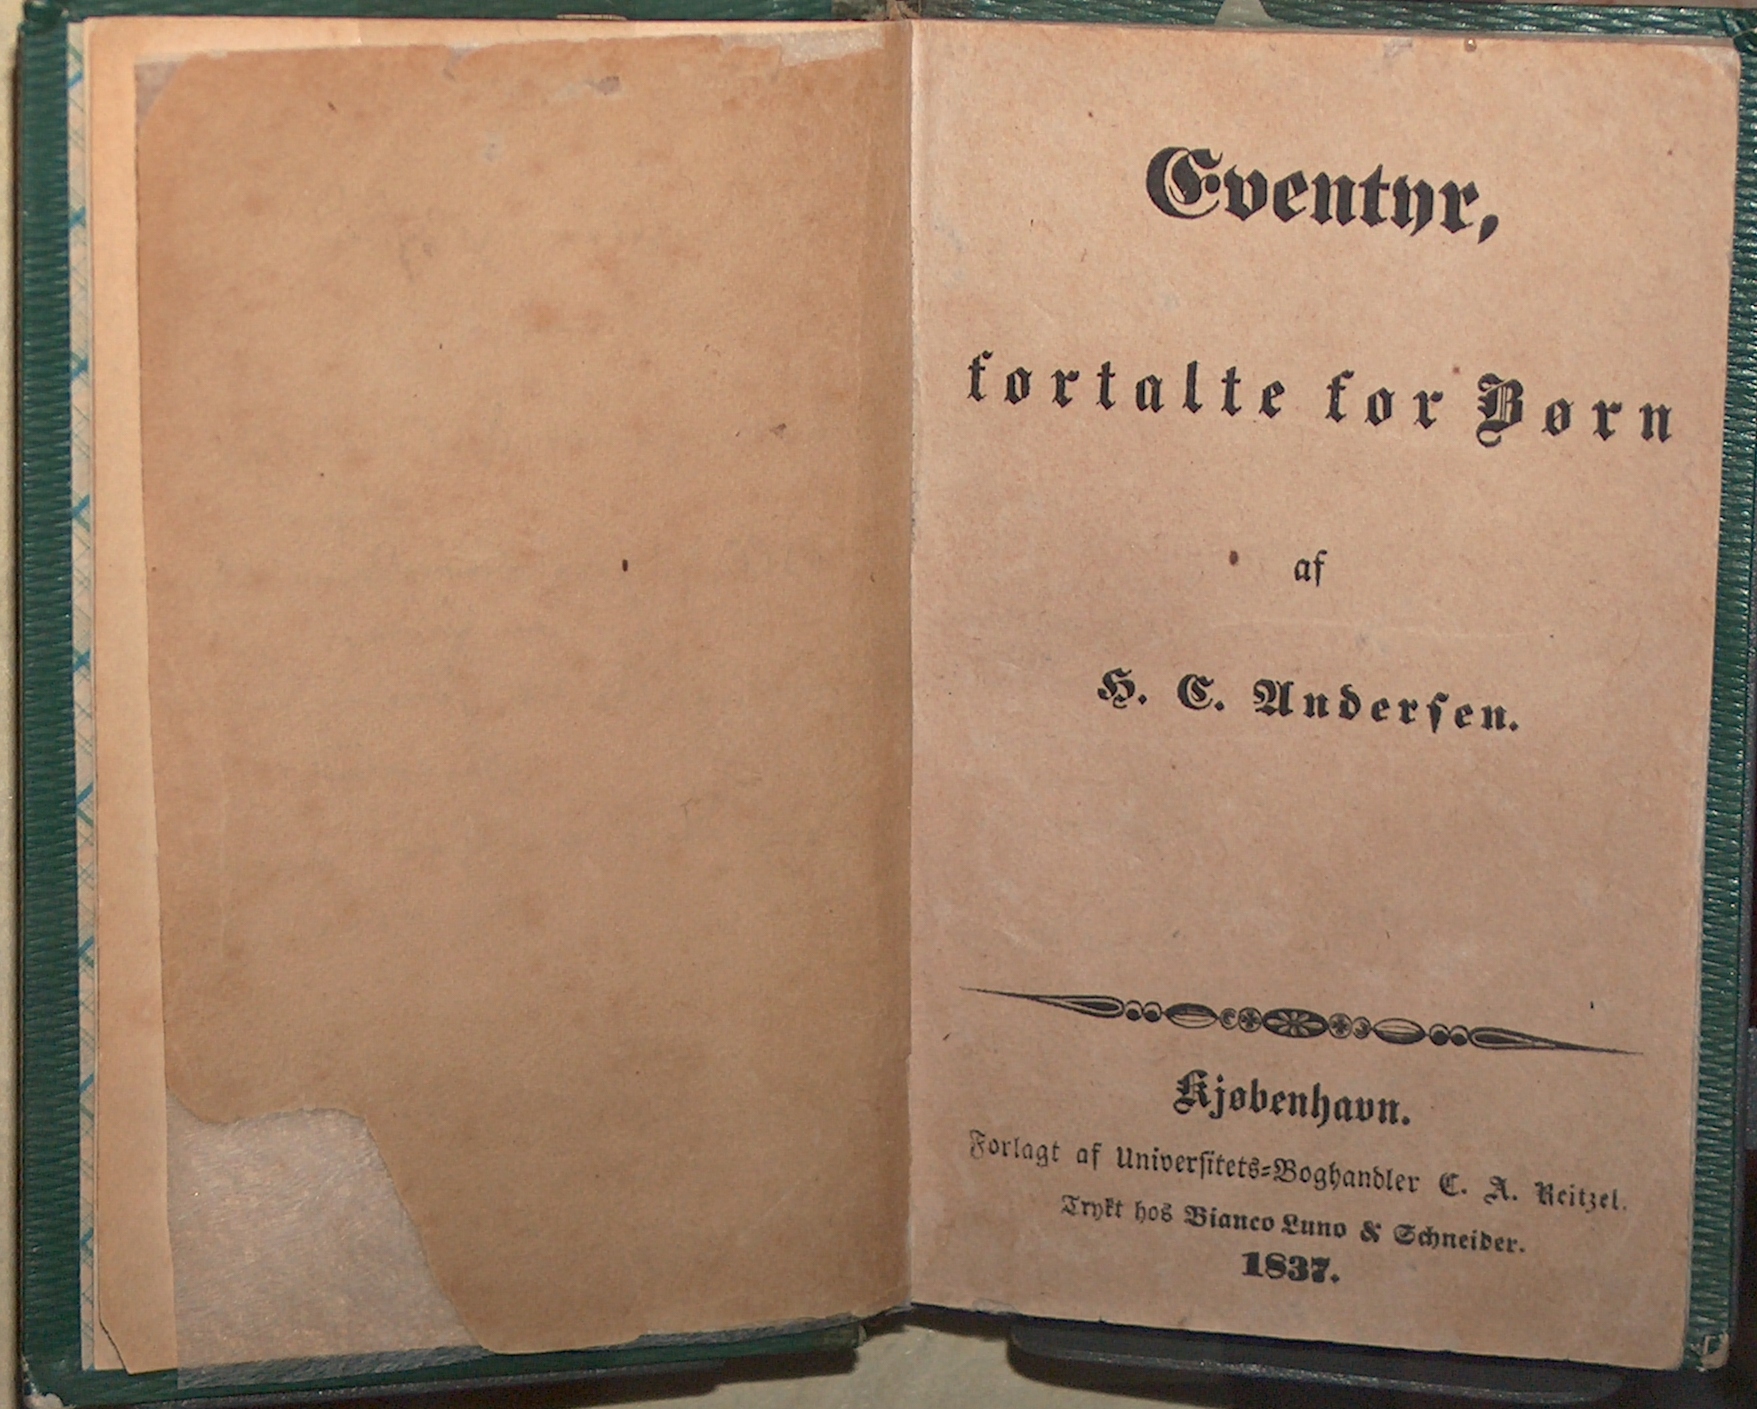 Eventyr,
fortalte for Børn
af
H. C. Anderſen.
Kjøbenhavn.
Forlagt af Univerſitets=Boghandler C. A. Reitzel.
Trykt hos Bianco Luno & Schneider.
1837.